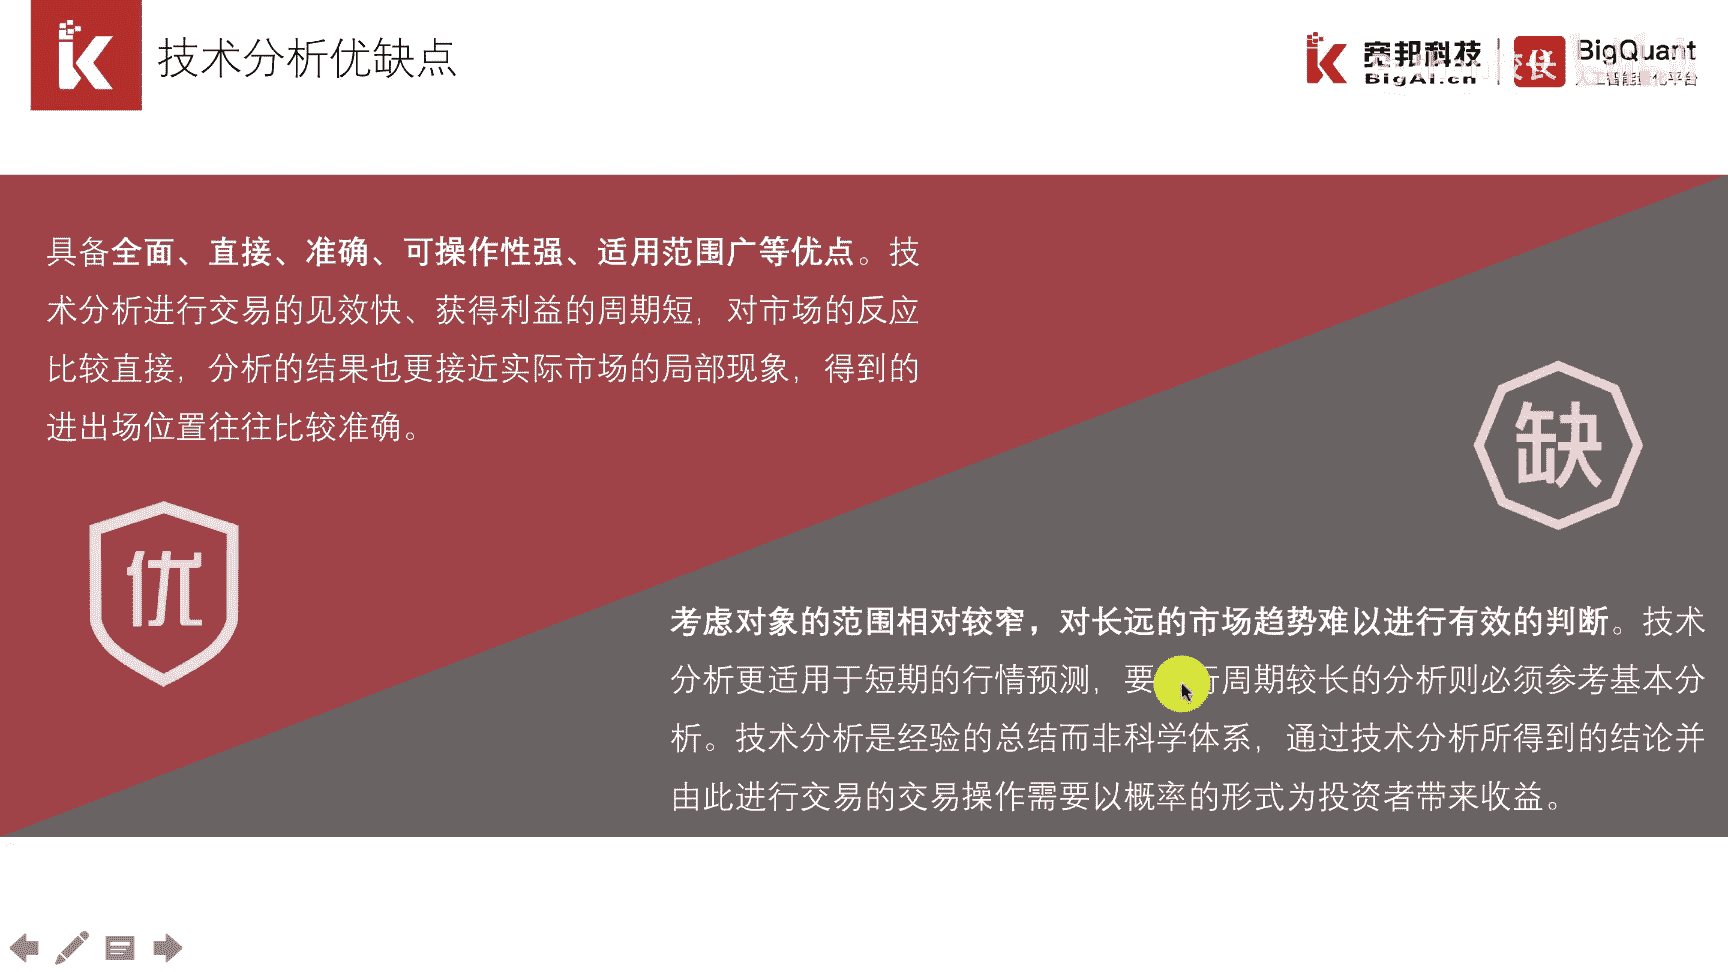 技术分析优缺点
宽邦科技
BigAI.cn
BigQuant
人工智能量化平台
具备全面、直接、准确、可操作性强、适用范围广等优点。技
术分析进行交易的见效快、获得利益的周期短，对市场的反应
比较直接，分析的结果也更接近实际市场的局部现象，得到的
进出场位置往往比较准确。
缺
优
考虑对象的范围相对较窄，对长远的市场趋势难以进行有效的判断。技术
分析更适用于短期的行情预测，要 行周期较长的分析则必须参考基本分
析。技术分析是经验的总结而非科学体系，通过技术分析所得到的结论并
由此进行交易的交易操作需要以概率的形式为投资者带来收益。